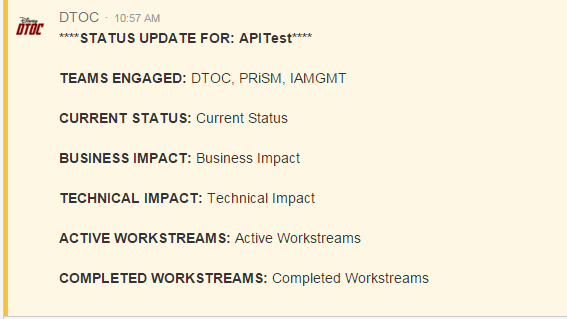 Disney
DTOC
DTOC · 10:57 AM
****STATUS UPDATE FOR: APITest****
TEAMS ENGAGED: DTOC, PRiSM, IAMGMT
CURRENT STATUS: Current Status
BUSINESS IMPACT: Business Impact
TECHNICAL IMPACT: Technical Impact
ACTIVE WORKSTREAMS: Active Workstreams
COMPLETED WORKSTREAMS: Completed Workstreams